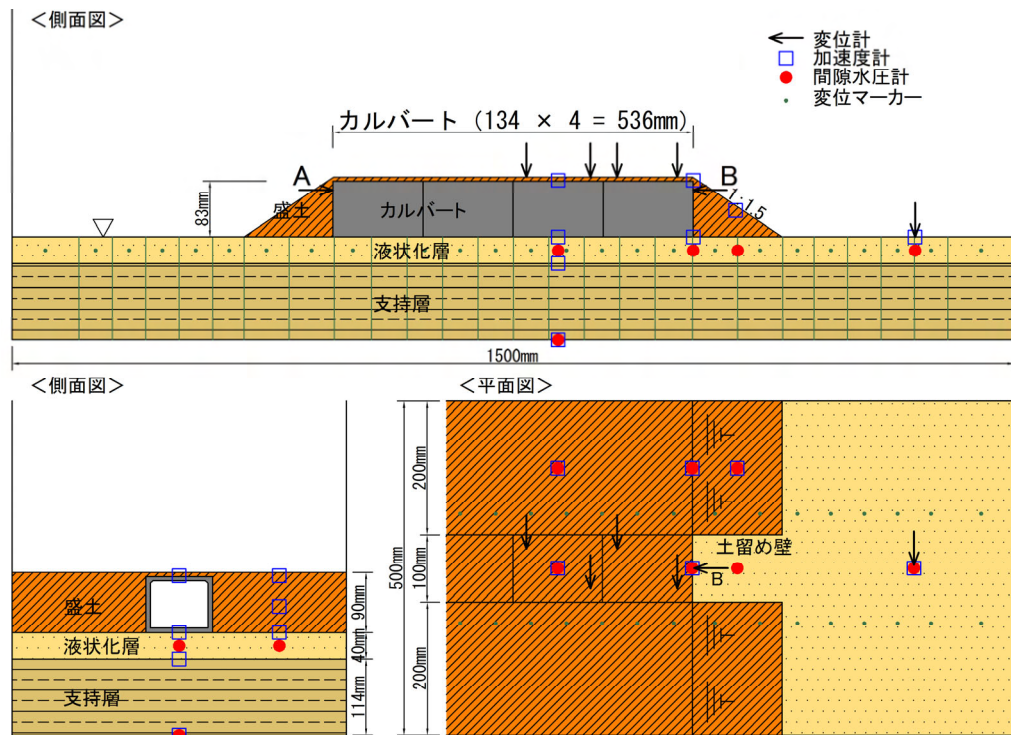 ＜側面図＞
変位計
加速度計
間隙水圧計
変位マーカー
カルバート (134 × 4 = 536mm)
A
B
盛土
カルバート
1:1.5
83mm
液状化層
支持層
1500mm
＜側面図＞
盛土
液状化層
支持層
90mm
40mm
114mm
＜平面図＞
500mm
200mm
100mm
200mm
土留め壁
B